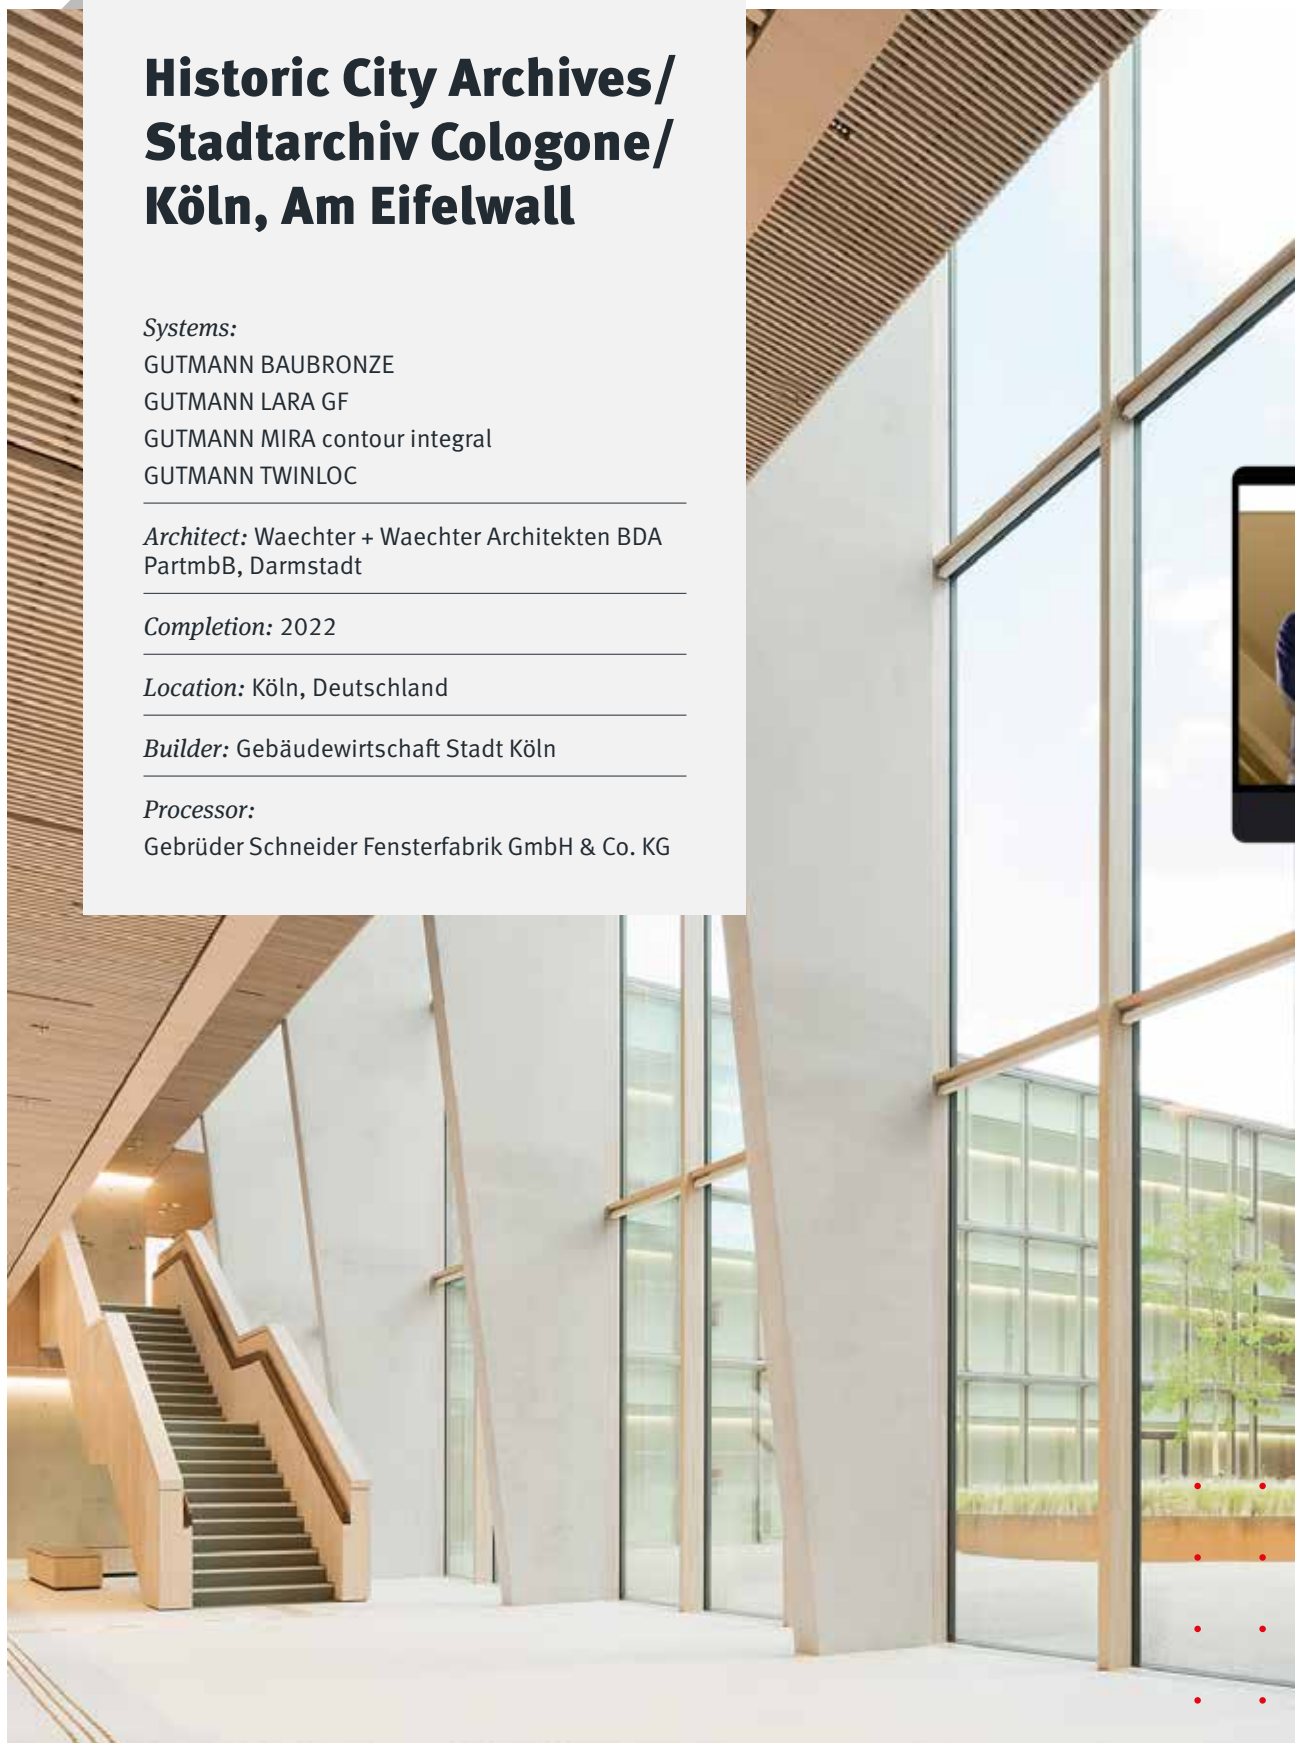 Historic City Archives/
Stadtarchiv Cologone/
Köln, Am Eifelwall
Systems:
GUTMANN BAUBRONZE
GUTMANN LARA GF
GUTMANN MIRA contour integral
GUTMANN TWINLOC
Architect: Waechter + Waechter Architekten BDA
PartmbB, Darmstadt
Completion: 2022
Location: Köln, Deutschland
Builder: Gebäudewirtschaft Stadt Köln
Processor:
Gebrüder Schneider Fensterfabrik GmbH & Co. KG